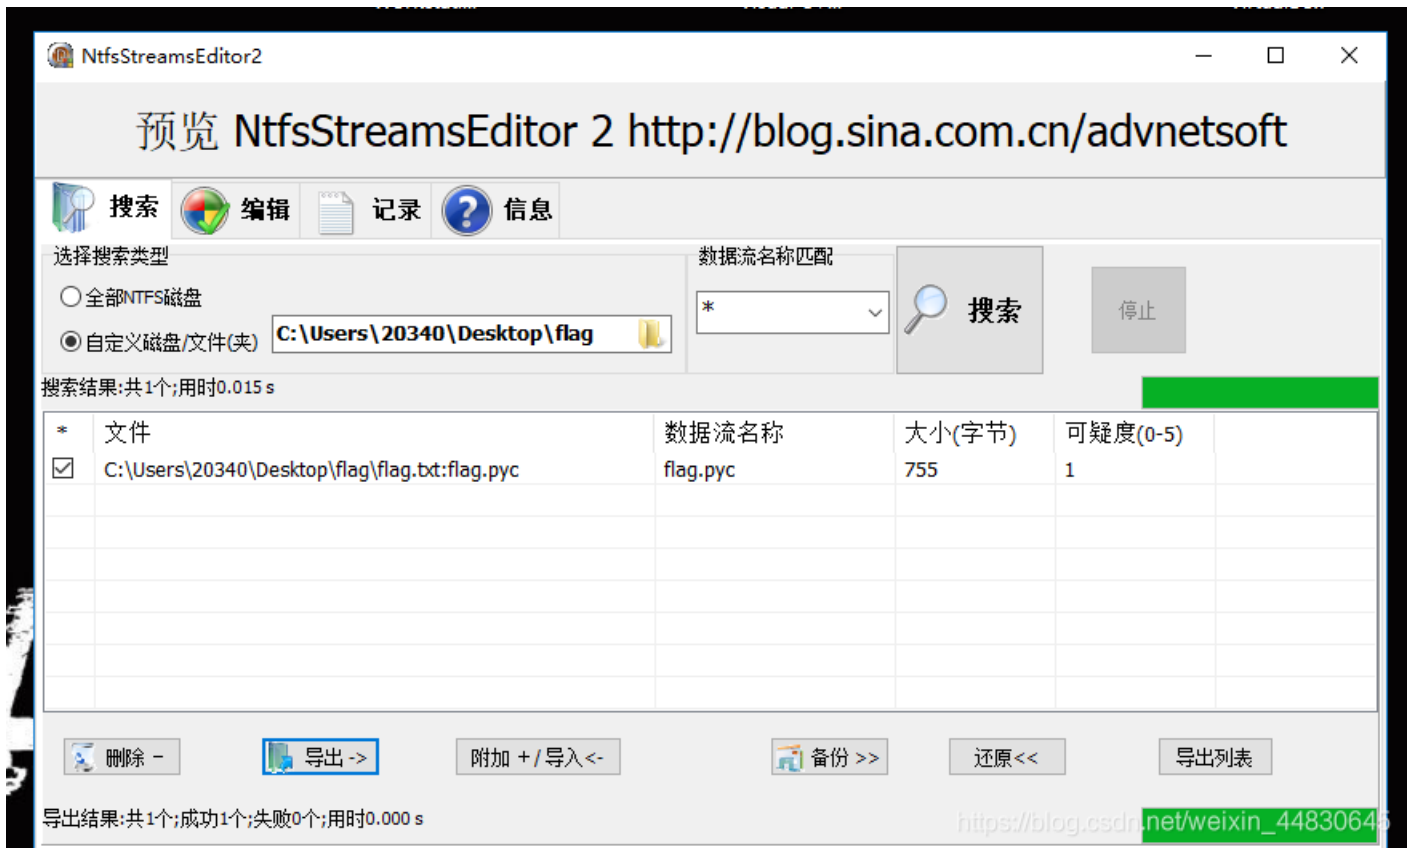 NtfsStreamsEditor2
预览 NtfsStreamsEditor 2 http://blog.sina.com.cn/advnetsoft
搜索 编辑 记录 信息
选择搜索类型 数据流名称匹配
全部NTFS磁盘
* 搜索 停止
自定义磁盘/文件(夹) C:\Users\20340\Desktop\flag
搜索结果:共1个;用时0.015 s
* 文件 数据流名称 大小(字节) 可疑度(0-5)
C:\Users\20340\Desktop\flag\flag.txt:flag.pyc flag.pyc 755 1
删除 - 导出 -> 附加 + / 导入<- 备份 >> 还原<< 导出列表
导出结果:共1个;成功1个;失败0个;用时0.000 s
https://blog.csdn.net/weixin_44830645